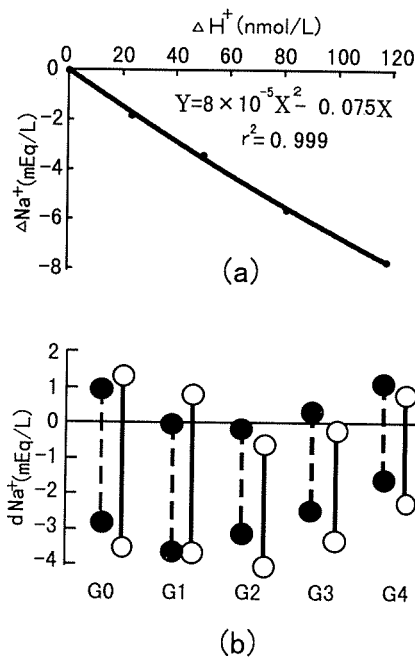 ΔH⁺(nmol/L)
0 20 40 60 80 100 120
0
Y=8×10⁻⁵X²- 0.075X
r²=0.999
-2
-4
-6
-8
ΔNa⁺(mEq/L)
(a)
2
1
0
-1
-2
-3
-4
dNa⁺(mEq/L)
G0 G1 G2 G3 G4
(b)